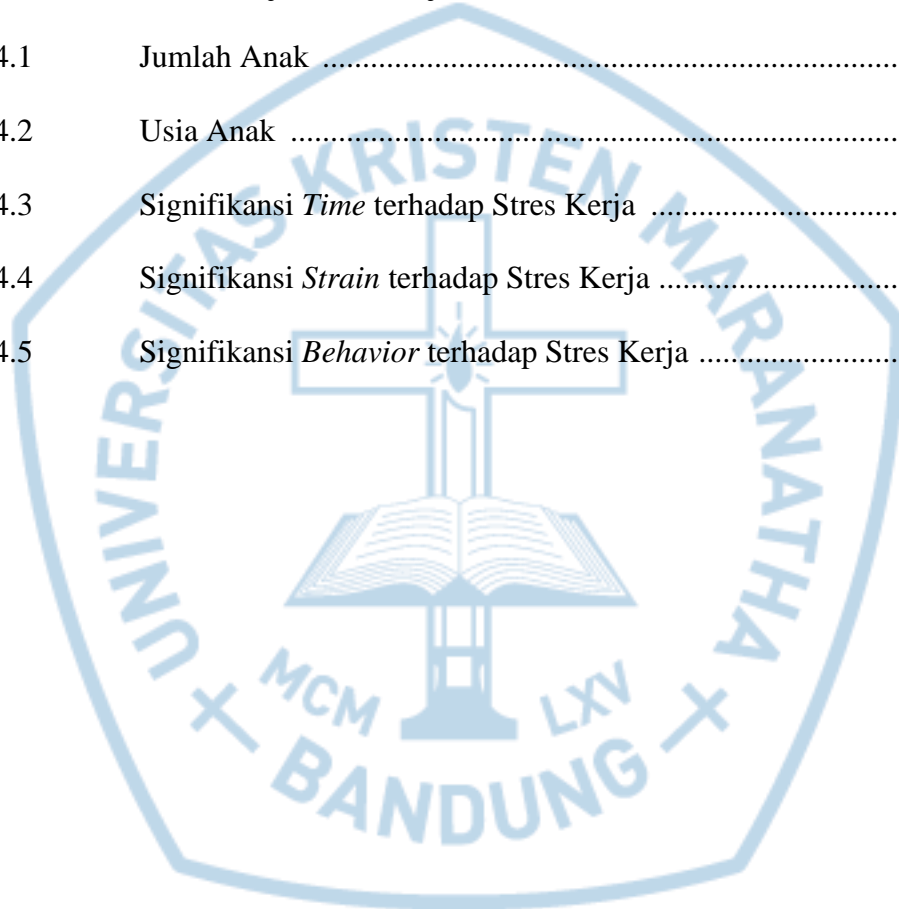 4.1 Jumlah Anak ........................................................................
4.2 Usia Anak ............................................................................
4.3 Signifikansi Time terhadap Stres Kerja ...............................
4.4 Signifikansi Strain terhadap Stres Kerja ..............................
4.5 Signifikansi Behavior terhadap Stres Kerja .........................
UNIVERSITAS KRISTEN MARANATHA
MCM LXV
BANDUNG